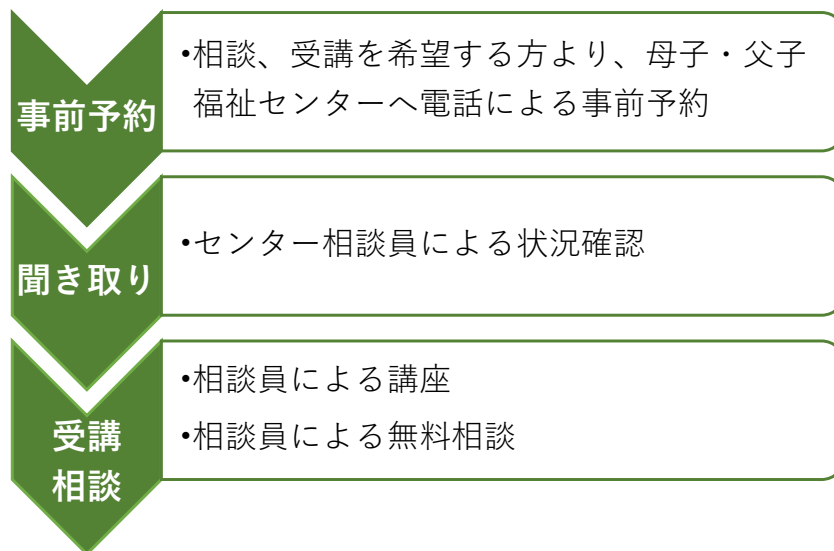 事前予約
•相談、受講を希望する方より、母子・父子
福祉センターへ電話による事前予約
聞き取り
•センター相談員による状況確認
受講
相談
•相談員による講座
•相談員による無料相談